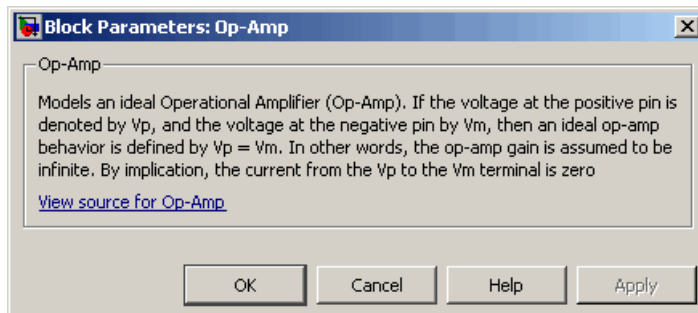 Block Parameters: Op-Amp
Op-Amp
Models an ideal Operational Amplifier (Op-Amp). If the voltage at the positive pin is
denoted by Vp, and the voltage at the negative pin by Vm, then an ideal op-amp
behavior is defined by Vp = Vm. In other words, the op-amp gain is assumed to be
infinite. By implication, the current from the Vp to the Vm terminal is zero
View source for Op-Amp
OK Cancel Help Apply